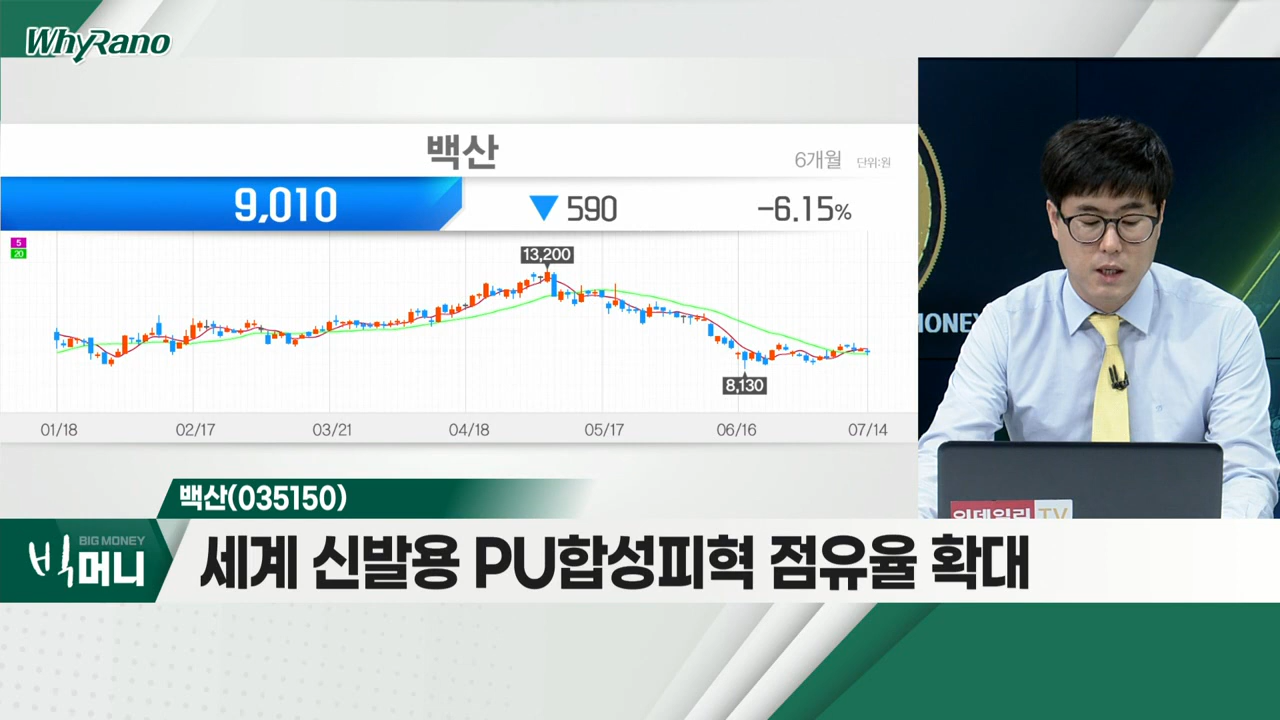 WhyRano
백산
6개월 단위:원
9,010 ▼ 590 -6.15%
5
20
13,200
8,130
01/18 02/17 03/21 04/18 05/17 06/16 07/14
MONEY
이데일리 TV
백산(035150)
BIG MONEY
빅머니
세계 신발용 PU합성피혁 점유율 확대